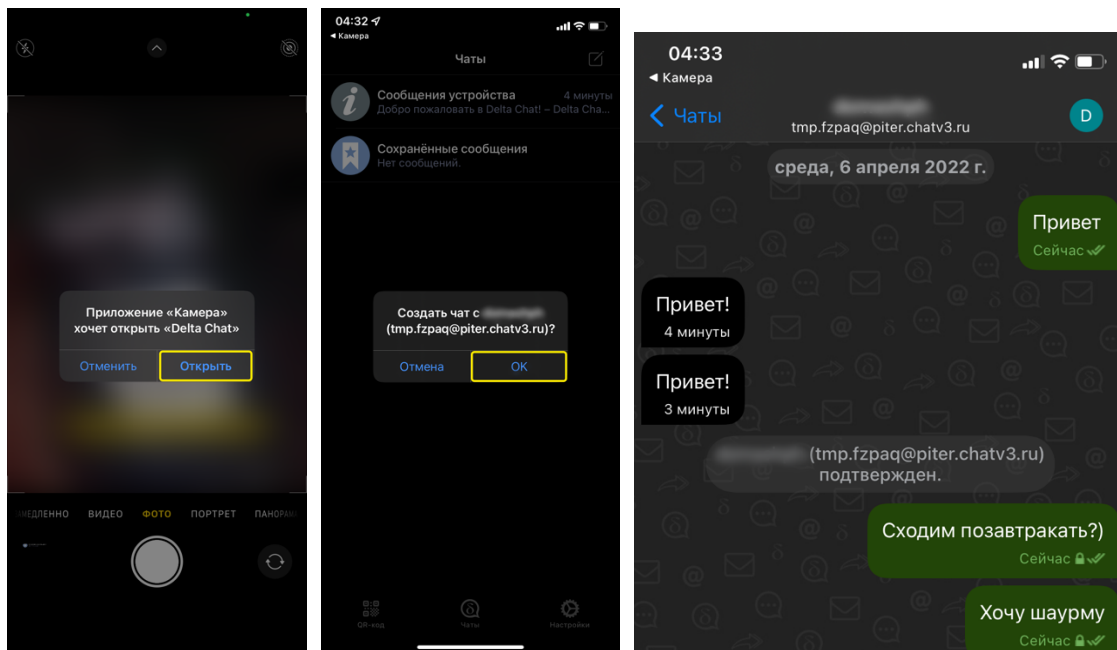 Приложение «Камера»
хочет открыть «Delta Chat»
Отменить
Открыть
ВИДЕО
ФОТО
ПОРТРЕТ
04:32
◄ Камера
Чаты
Сообщения устройства
4 минуты
Добро пожаловать в Delta Chat! – Delta Cha...
Сохранённые сообщения
Нет сообщений.
Создать чат с
(tmp.fzpaq@piter.chatv3.ru)?
Отмена
OK
QR-код
Чаты
Настройки
04:33
◄ Камера
Чаты
tmp.fzpaq@piter.chatv3.ru
D
среда, 6 апреля 2022 г.
Привет
Сейчас
Привет!
4 минуты
Привет!
3 минуты
(tmp.fzpaq@piter.chatv3.ru)
подтвержден.
Сходим позавтракать?)
Сейчас
Хочу шаурму
Сейчас